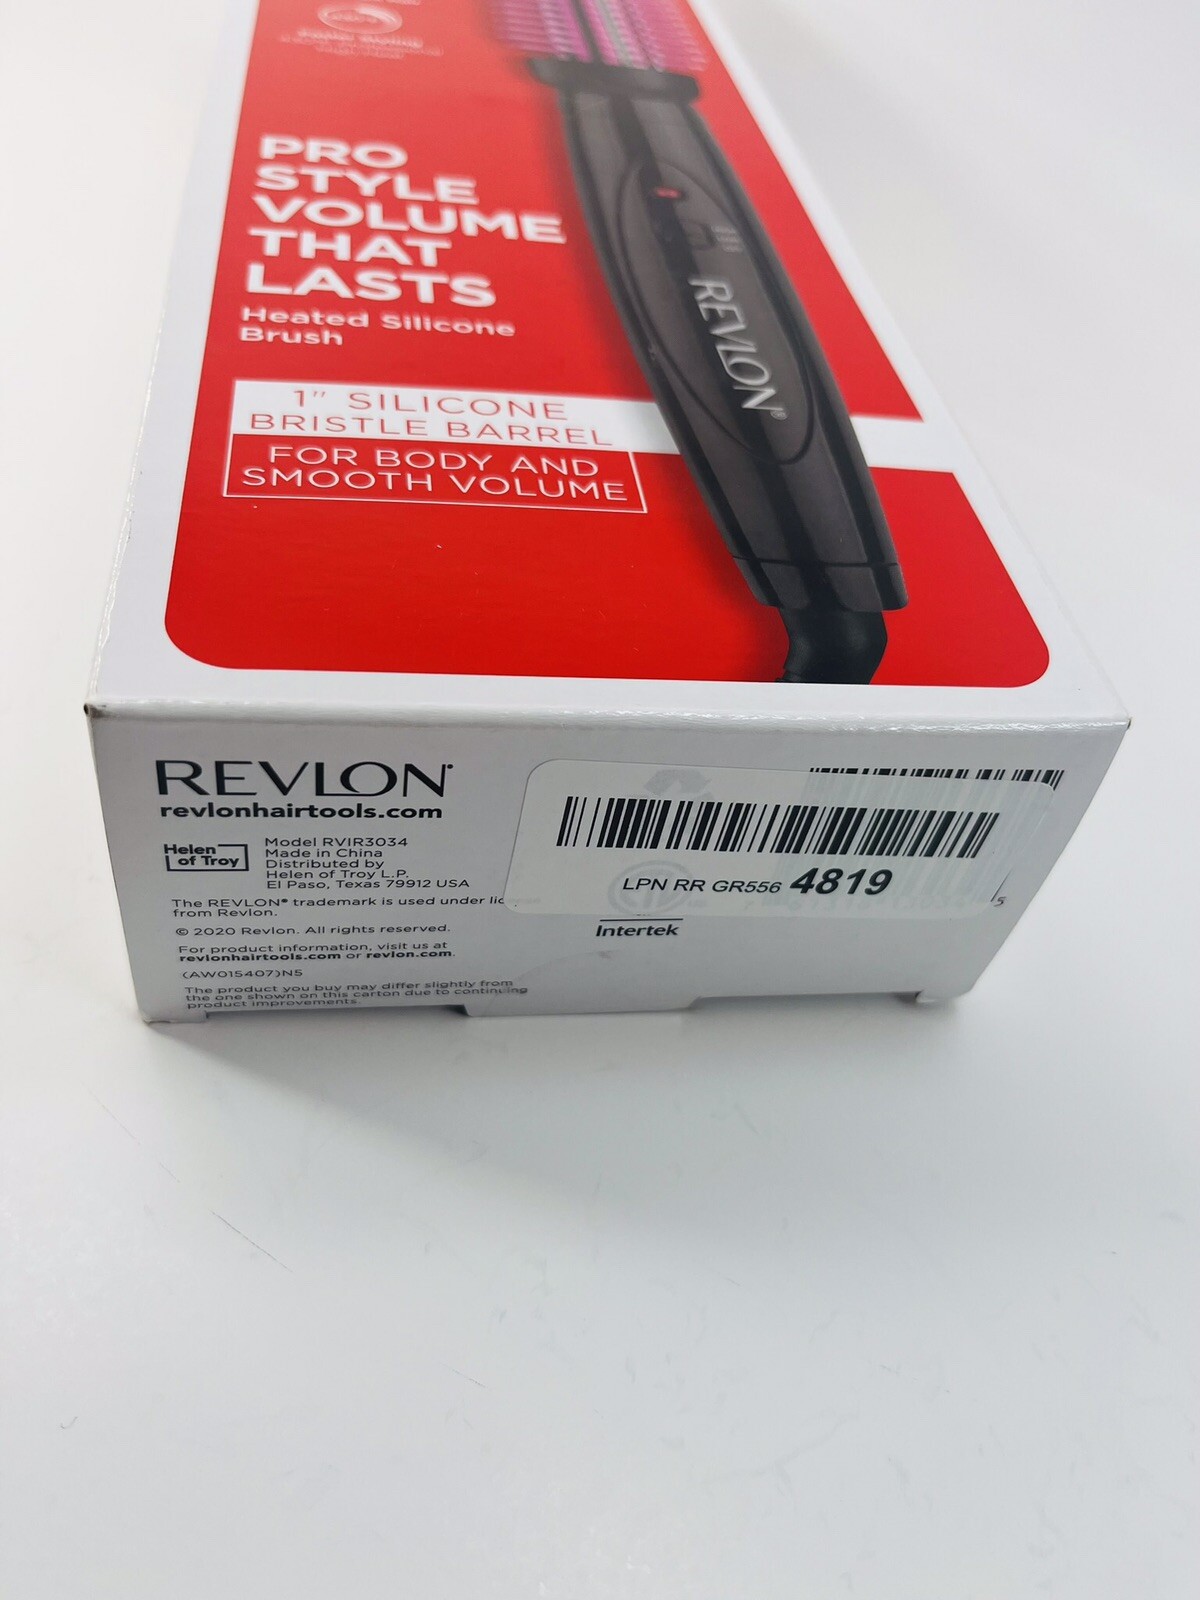 PRO
STYLE
VOLUME
THAT
LASTS
Heated Silicone
Brush
1" SILICONE
BRISTLE BARREL
FOR BODY AND
SMOOTH VOLUME
REVLON®
REVLON®
revlonhairtools.com
Helen
of Troy
Model RVIR3034
Made in China
Distributed by
Helen of Troy L.P.
El Paso, Texas 79912 USA
The REVLON® trademark is used under
from Revlon.
© 2020 Revlon. All rights reserved.
For product information, visit us at
revlonhairtools.com or revlon.com.
(AW015407)N5
The product you buy may differ slightly from
the one shown on this carton due to continuing
product improvements.
LPN RR GR556 4819
5
Intertek